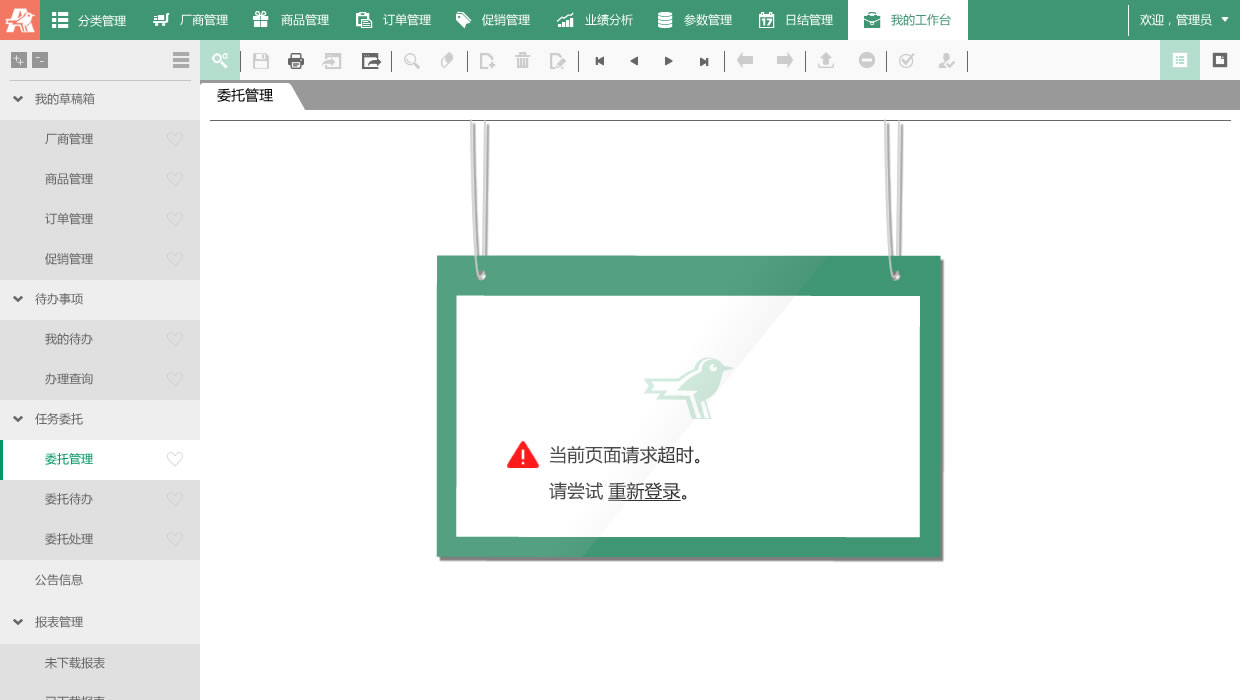 分类管理
厂商管理
商品管理
订单管理
促销管理
业绩分析
参数管理
17
日结管理
我的工作台
欢迎，管理员
我的草稿箱
厂商管理
商品管理
订单管理
促销管理
待办事项
我的待办
办理查询
任务委托
委托管理
委托待办
委托处理
公告信息
报表管理
未下载报表
委托管理
当前页面请求超时。
请尝试 重新登录。